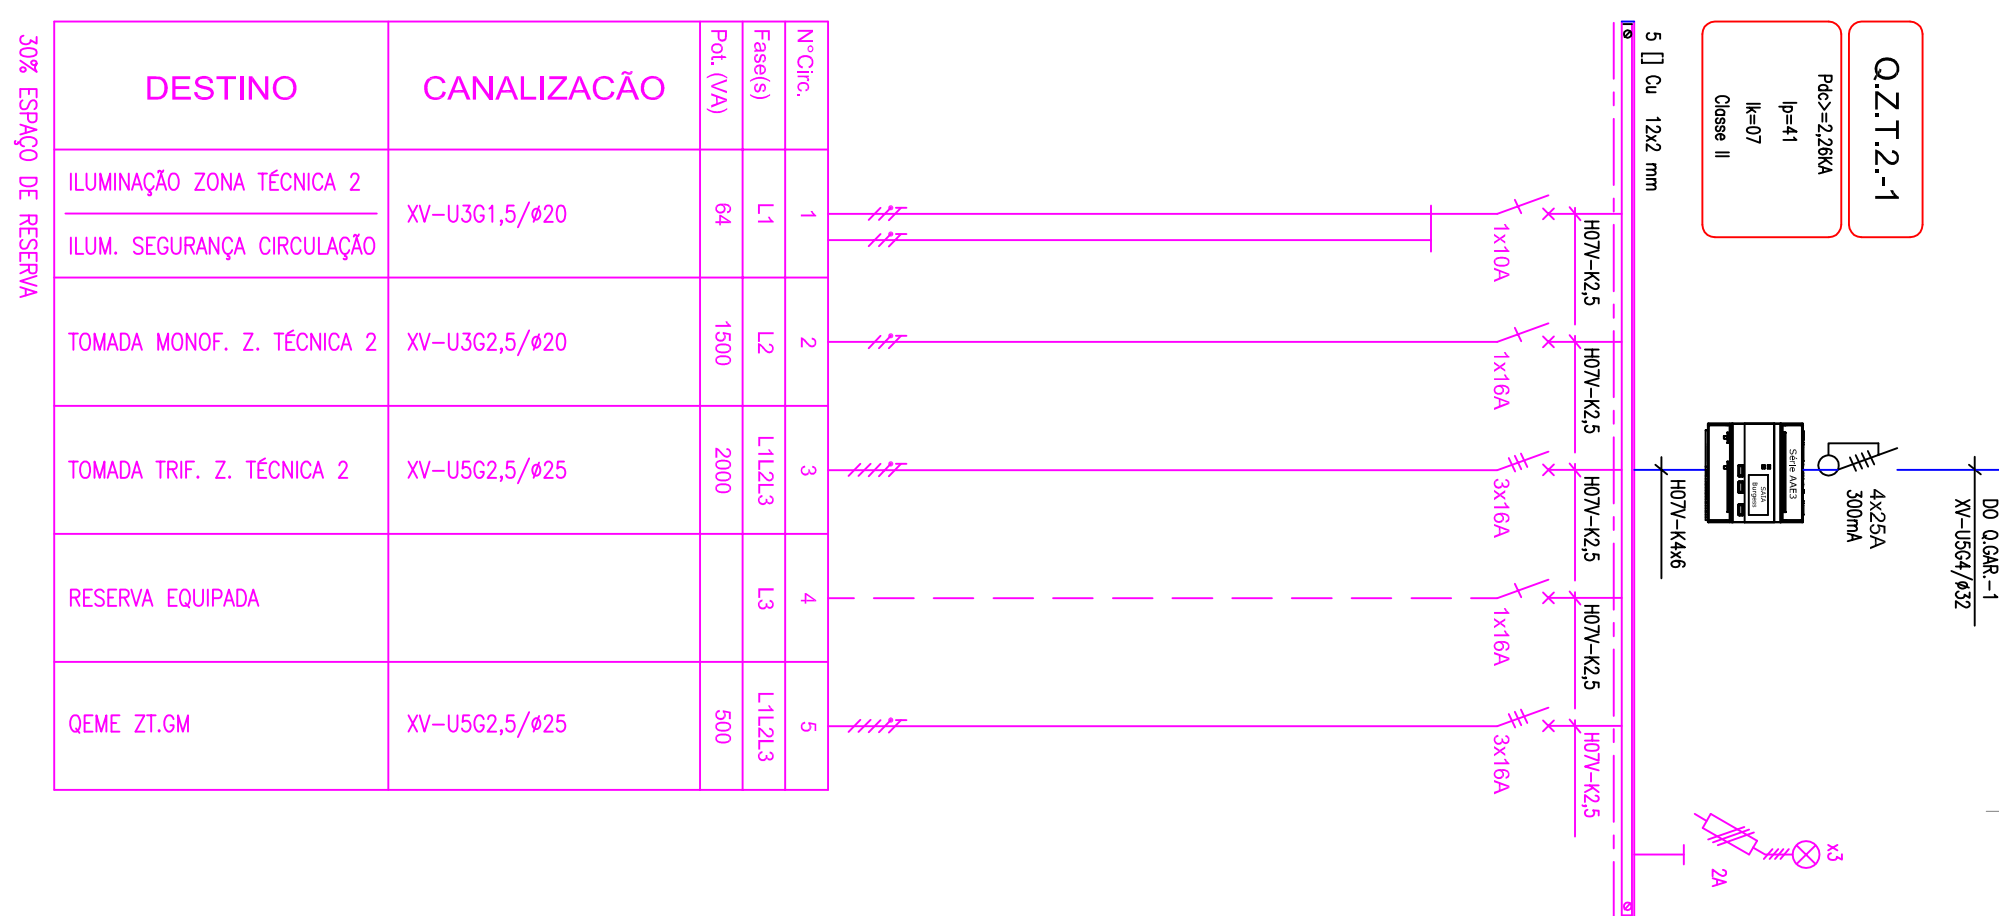 Q.Z.T.2.-1
Pdc>=2,26KA
Ip=41
Ik=07
Classe II
5 [] Cu 12x2 mm
DO Q.GAR.-1
XV-U5G4/ø32
4x25A
300mA
Série AAE3
SAIA
Burgess
H07V-K4x6
x3
2A
N°Circ.
Fase(s)
Pot. (VA)
CANALIZACÃO
DESTINO
1
L1
64
XV-U3G1,5/ø20
ILUMINAÇÃO ZONA TÉCNICA 2
ILUM. SEGURANÇA CIRCULAÇÃO
1x10A
H07V-K2,5
2
L2
1500
XV-U3G2,5/ø20
TOMADA MONOF. Z. TÉCNICA 2
1x16A
H07V-K2,5
3
L1L2L3
2000
XV-U5G2,5/ø25
TOMADA TRIF. Z. TÉCNICA 2
3x16A
H07V-K2,5
4
L3
RESERVA EQUIPADA
1x16A
H07V-K2,5
5
L1L2L3
500
XV-U5G2,5/ø25
QEME ZT.GM
3x16A
H07V-K2,5
30% ESPAÇO DE RESERVA